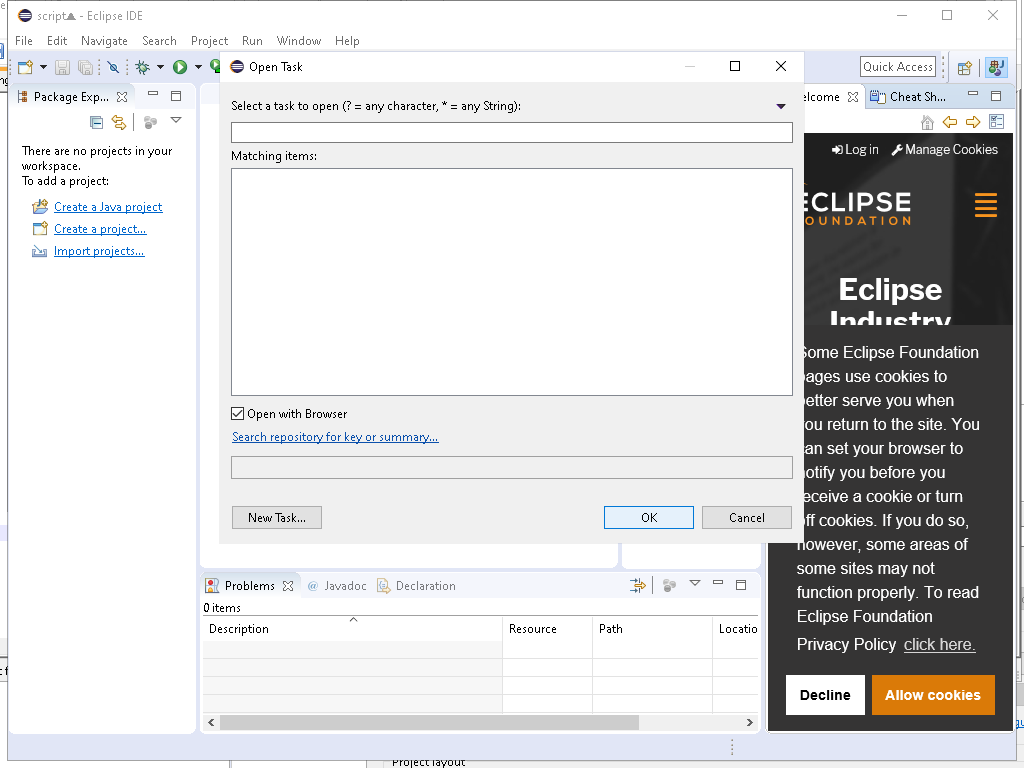 script - Eclipse IDE
File Edit Navigate Search Project Run Window Help
Quick Access
Package Exp...
There are no projects in your
workspace.
To add a project:
Create a Java project
Create a project...
Import projects...
Open Task
Select a task to open (? = any character, * = any String):
Matching items:
Open with Browser
Search repository for key or summary...
New Task...
OK
Cancel
elcome
Cheat Sh...
Log in
Manage Cookies
ECLIPSE
OUNDATION
Eclipse
Industry
Some Eclipse Foundation
pages use cookies to
better serve you when
you return to the site. You
can set your browser to
notify you before you
receive a cookie or turn
off cookies. If you do so,
however, some areas of
some sites may not
function properly. To read
Eclipse Foundation
Privacy Policy click here.
Decline
Allow cookies
Problems
@ Javadoc
Declaration
0 items
Description Resource Path Locatio
Project layout